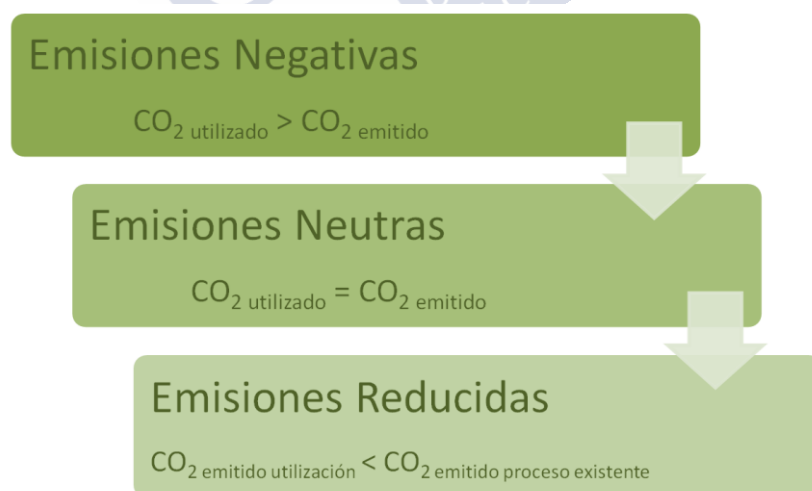 Emisiones Negativas
CO₂ utilizado > CO₂ emitido
Emisiones Neutras
CO₂ utilizado = CO₂ emitido
Emisiones Reducidas
CO₂ emitido utilización < CO₂ emitido proceso existente